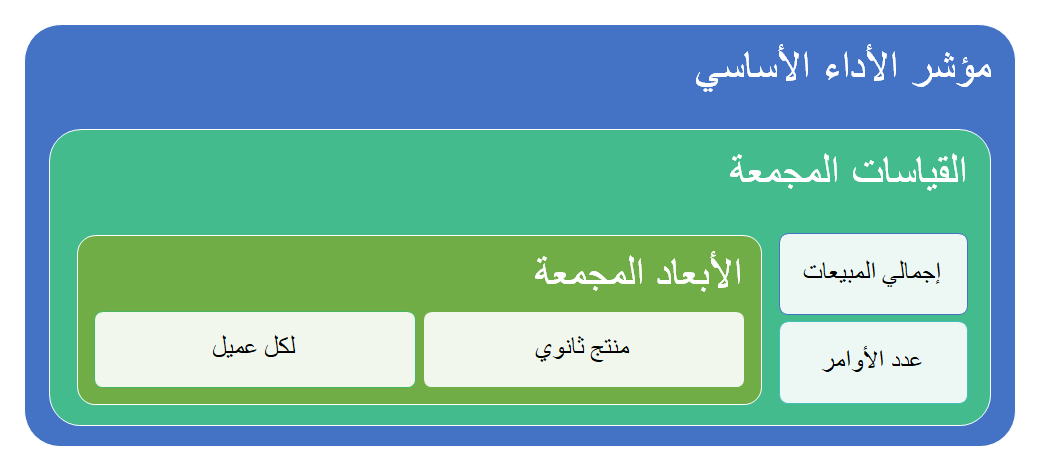 مؤشر الأداء الأساسي
القياسات المجمعة
إجمالي المبيعات
عدد الأوامر
الأبعاد المجمعة
منتج ثانوي
لكل عميل